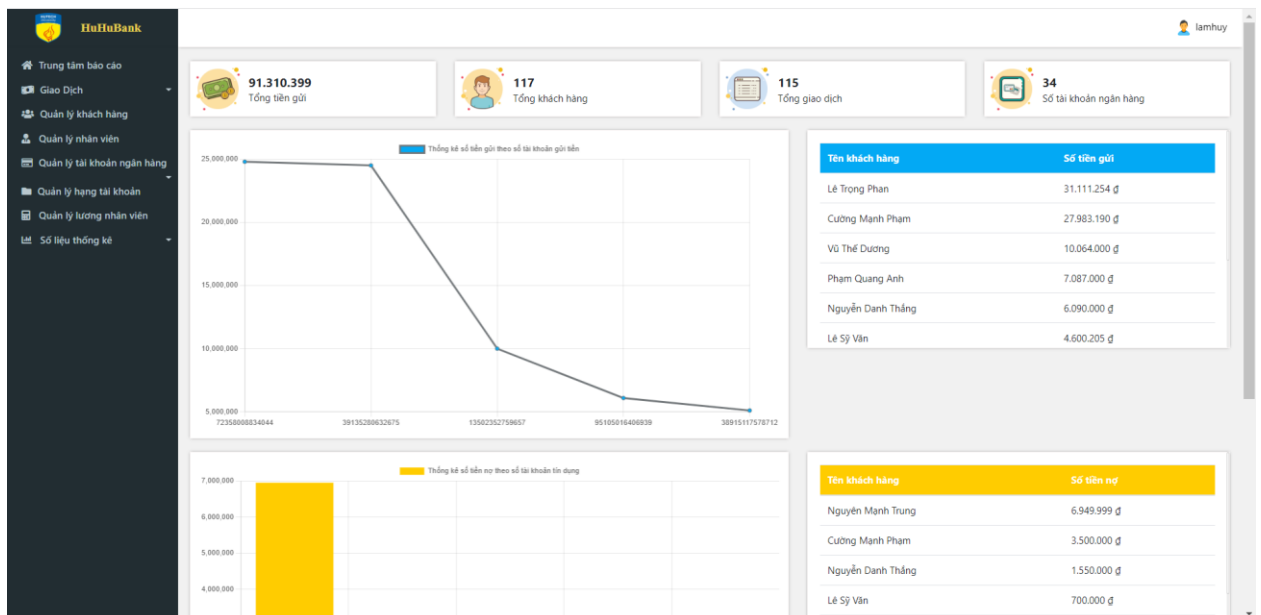 HuHuBank
lamhuy
Trung tâm báo cáo
Giao Dịch
Quản lý khách hàng
Quản lý nhân viên
Quản lý tài khoản ngân hàng
Quản lý hạng tài khoản
Quản lý lương nhân viên
Số liệu thống kê
91.310.399
Tổng tiền gửi
117
Tổng khách hàng
115
Tổng giao dịch
34
Số tài khoản ngân hàng
Thống kê số tiền gửi theo số tài khoản gửi tiền
25,000,000
20,000,000
15,000,000
10,000,000
5,000,000
72358008834044 39135280632675 13502352759657 95105016406939 38915117578712
Tên khách hàng Số tiền gửi
Lê Trọng Phan 31.111.254 ₫
Cường Mạnh Phạm 27.983.190 ₫
Vũ Thế Dương 10.064.000 ₫
Phạm Quang Anh 7.087.000 ₫
Nguyễn Danh Thắng 6.090.000 ₫
Lê Sỹ Văn 4.600.205 ₫
Thống kê số tiền nợ theo số tài khoản tín dụng
7,000,000
6,000,000
5,000,000
4,000,000
Tên khách hàng Số tiền nợ
Nguyên Mạnh Trung 6.949.999 ₫
Cường Mạnh Phạm 3.500.000 ₫
Nguyễn Danh Thắng 1.550.000 ₫
Lê Sỹ Văn 700.000 ₫